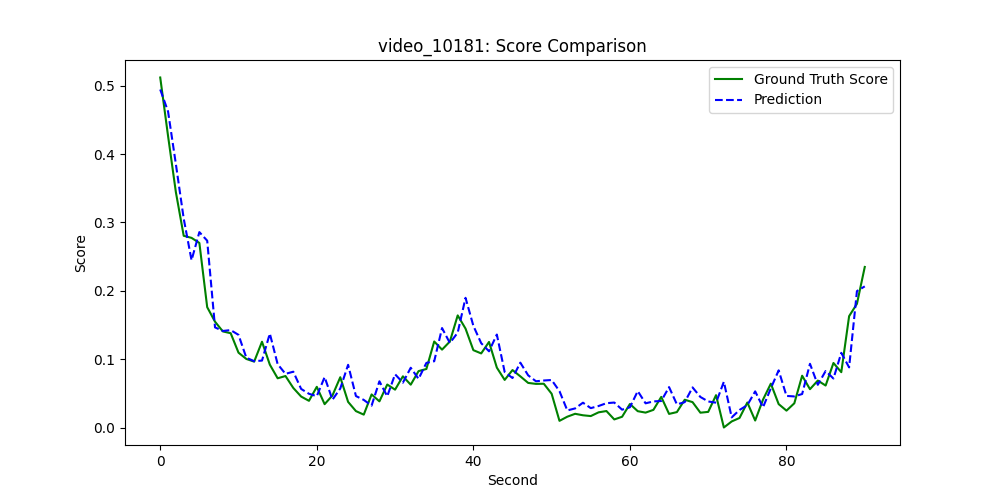 video_10181: Score Comparison
Ground Truth Score
Prediction
Score
0.5
0.4
0.3
0.2
0.1
0.0
0 20 40 60 80
Second